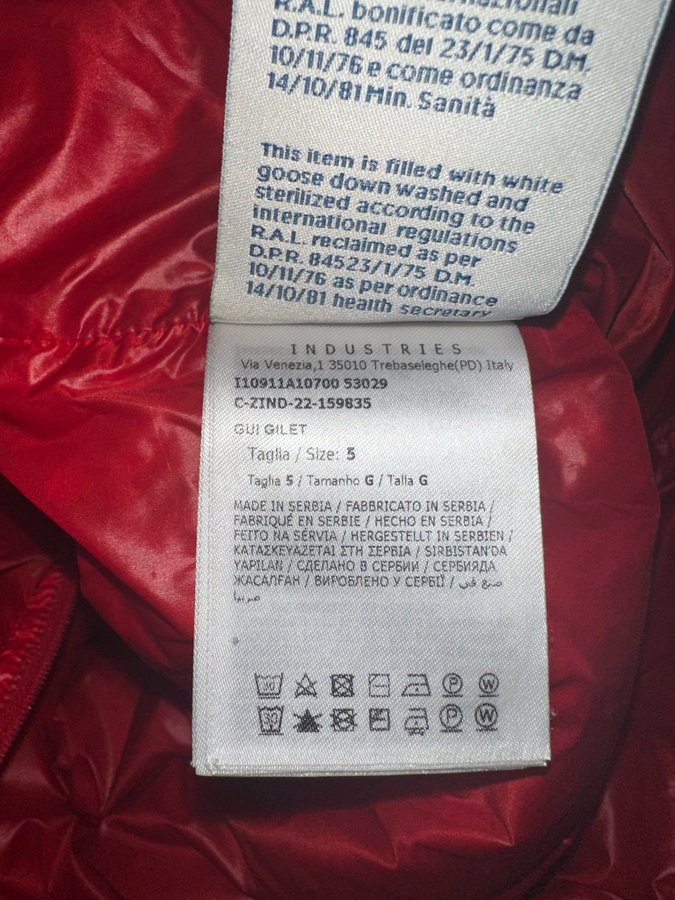 R.A.L. bonificato come da
D.P.R. 845 del 23/1/75 D.M.
10/11/76 e come ordinanza
14/10/81 Min. Sanità
This item is filled with white
goose down washed and
sterilized according to the
international regulations
R.A.L. reclaimed as per
D.P.R. 84523/1/75 D.M.
10/11/76 as per ordinance
14/10/81 health secretary
INDUSTRIES
Via Venezia,1 35010 Trebaseleghe(PD) Italy
I10911A10700 53029
C-ZIND-22-159835
GUI GILET
Taglia / Size: 5
Taglia 5 / Tamanho G / Talla G
MADE IN SERBIA / FABBRICATO IN SERBIA /
FABRIQUÉ EN SERBIE / HECHO EN SERBIA /
FEITO NA SÉRVIA / HERGESTELLT IN SERBIEN /
ΚΑΤΑΣΚΕΥΑΖΕΤΑΙ ΣΤΗ ΣΕΡΒΙΑ / SIRBISTAN'DA
YAPILAN / СДЕЛАНО В СЕРБИИ / СЕРБИЯДА
ЖАСАЛҒАН / ВИРОБЛЕНО У СЕРБІЇ / صنع في
صربيا
30 P W
30 P W